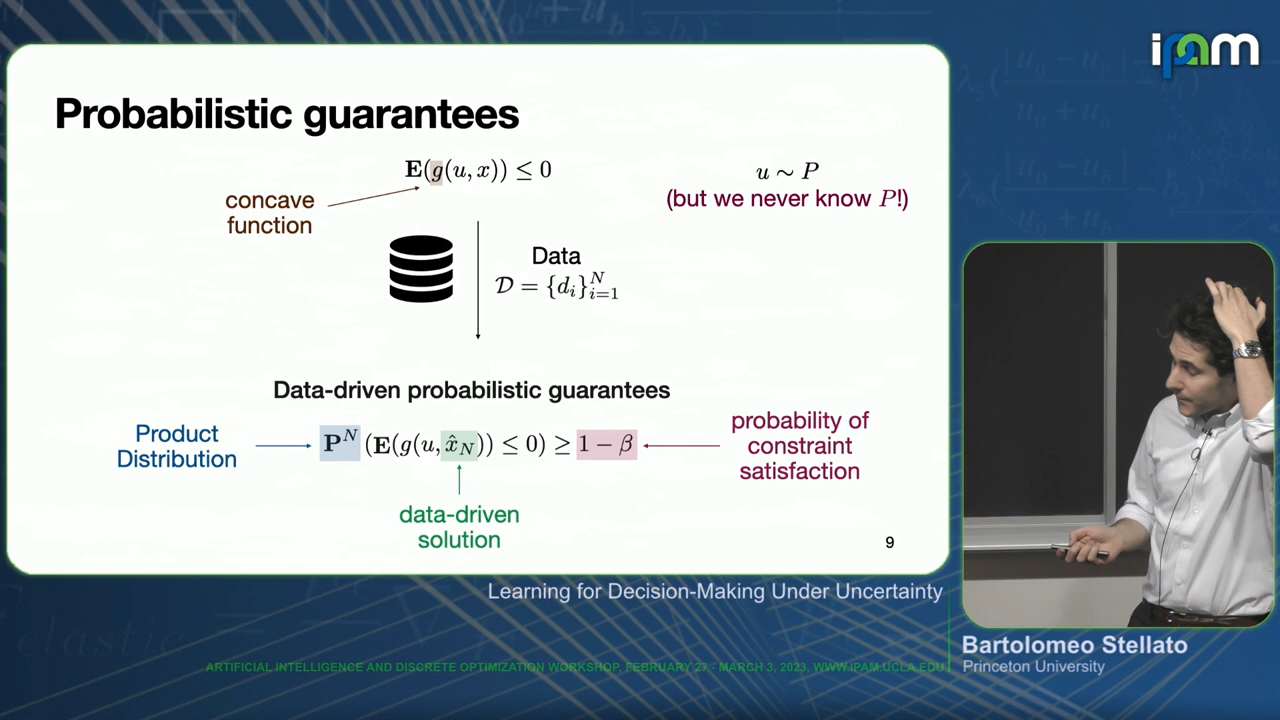 ipam
Probabilistic guarantees
E(g(u, x)) ≤ 0
u ∼ P
(but we never know P!)
concave
function
Data
D = {d_i}_{i=1}^N
Data-driven probabilistic guarantees
Product
Distribution
P^N (E(g(u, x̂_N)) ≤ 0) ≥ 1 − β
probability of
constraint
satisfaction
data-driven
solution
9
Learning for Decision-Making Under Uncertainty
Bartolomeo Stellato
Princeton University
ARTIFICIAL INTELLIGENCE AND DISCRETE OPTIMIZATION WORKSHOP, FEBRUARY 27 - MARCH 3, 2023, WWW.IPAM.UCLA.EDU
elastic